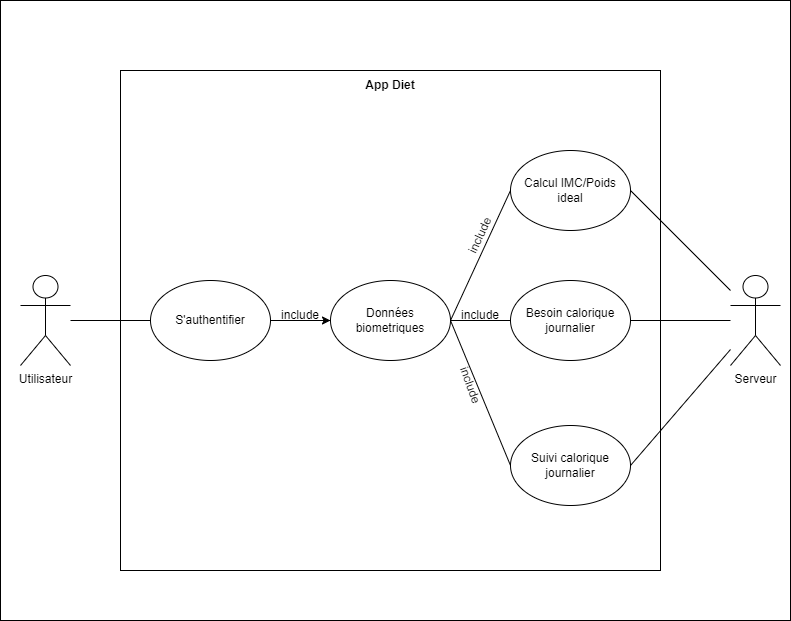 App Diet
Calcul IMC/Poids
ideal
include
S'authentifier
include
Données
biometriques
include
Besoin calorique
journalier
Utilisateur
Serveur
include
Suivi calorique
journalier